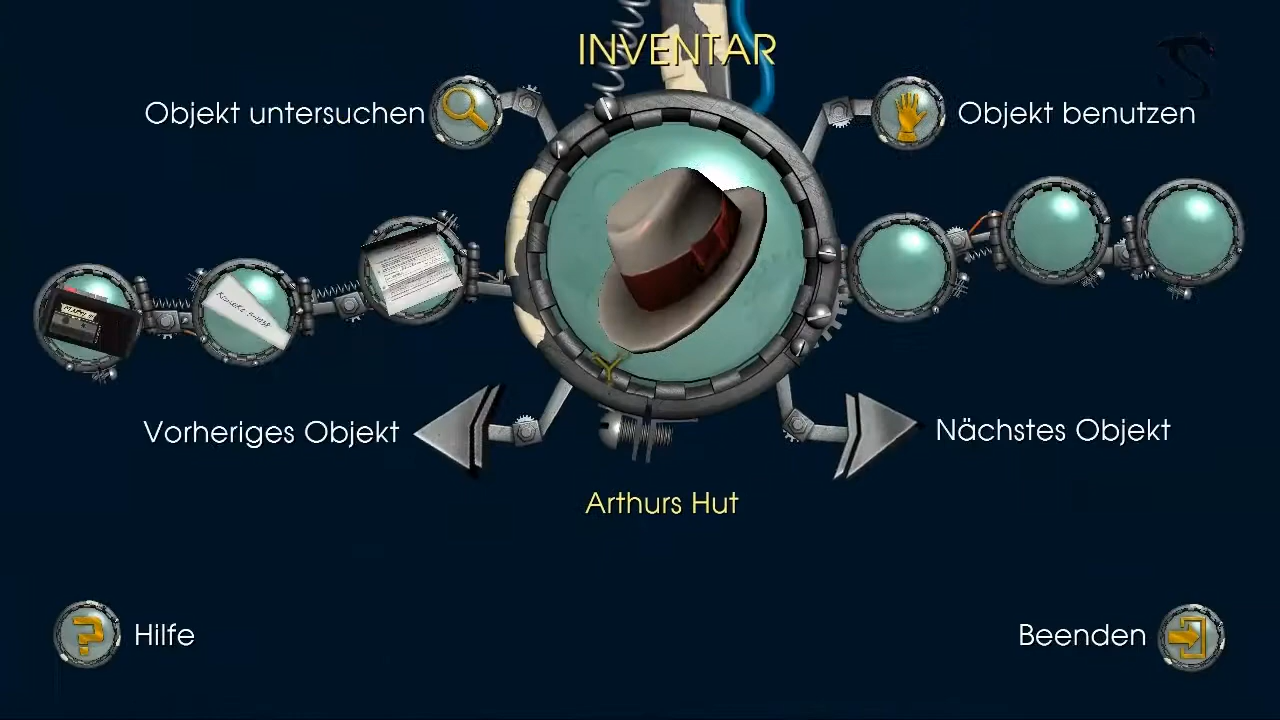 INVENTAR
Objekt untersuchen
Objekt benutzen
Vorheriges Objekt
Nächstes Objekt
Arthurs Hut
Hilfe
Beenden